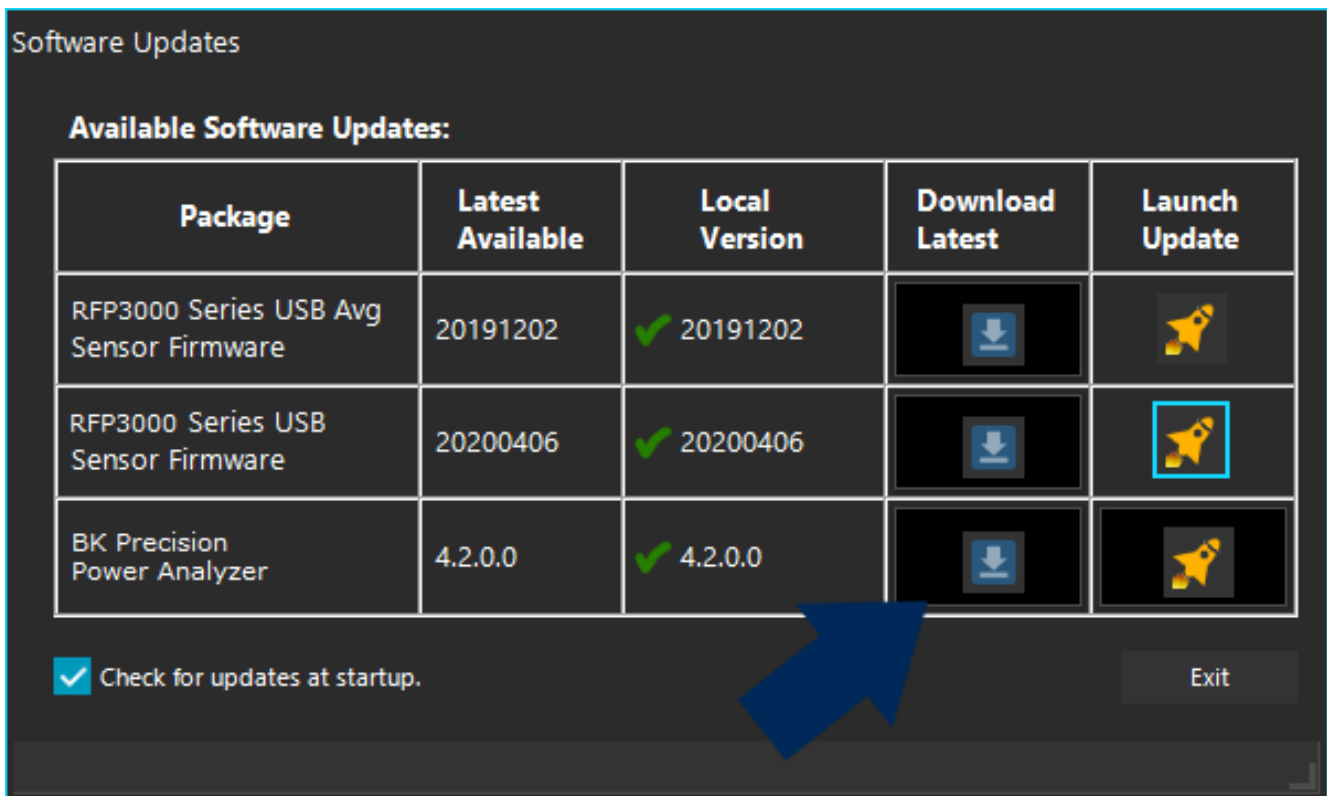 Software Updates
Available Software Updates:
Package
Latest
Available
Local
Version
Download
Latest
Launch
Update
RFP3000 Series USB Avg
Sensor Firmware
20191202
20191202
RFP3000 Series USB
Sensor Firmware
20200406
20200406
BK Precision
Power Analyzer
4.2.0.0
4.2.0.0
Check for updates at startup.
Exit